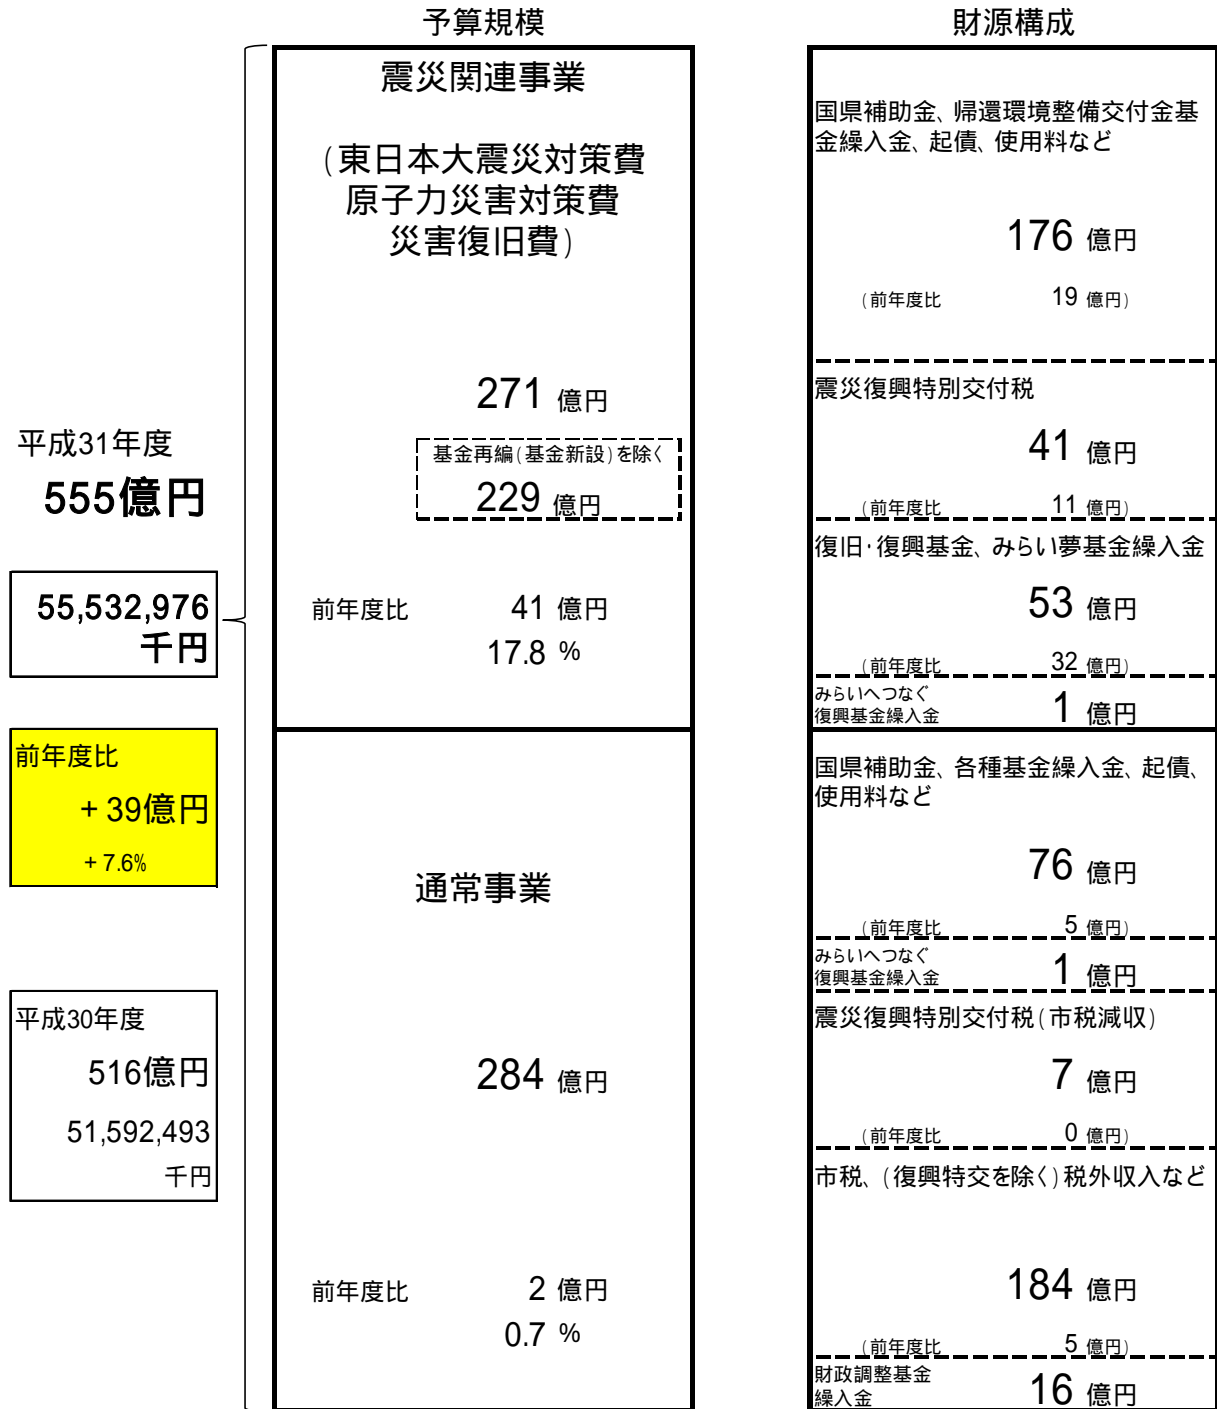 予算規模
財源構成
平成31年度
555億円
55,532,976
千円
前年度比
+ 39億円
+ 7.6%
平成30年度
516億円
51,592,493
千円
震災関連事業
(東日本大震災対策費
原子力災害対策費
災害復旧費)
271 億円
基金再編(基金新設)を除く
229 億円
前年度比 41 億円
17.8 %
通常事業
284 億円
前年度比 2 億円
0.7 %
国県補助金、帰還環境整備交付金基
金繰入金、起債、使用料など
176 億円
(前年度比 19 億円)
震災復興特別交付税
41 億円
(前年度比 11 億円)
復旧・復興基金、みらい夢基金繰入金
53 億円
(前年度比 32 億円)
みらいへつなぐ
復興基金繰入金 1 億円
国県補助金、各種基金繰入金、起債、
使用料など
76 億円
(前年度比 5 億円)
みらいへつなぐ
復興基金繰入金 1 億円
震災復興特別交付税(市税減収)
7 億円
(前年度比 0 億円)
市税、(復興特交を除く)税外収入など
184 億円
(前年度比 5 億円)
財政調整基金
繰入金 16 億円